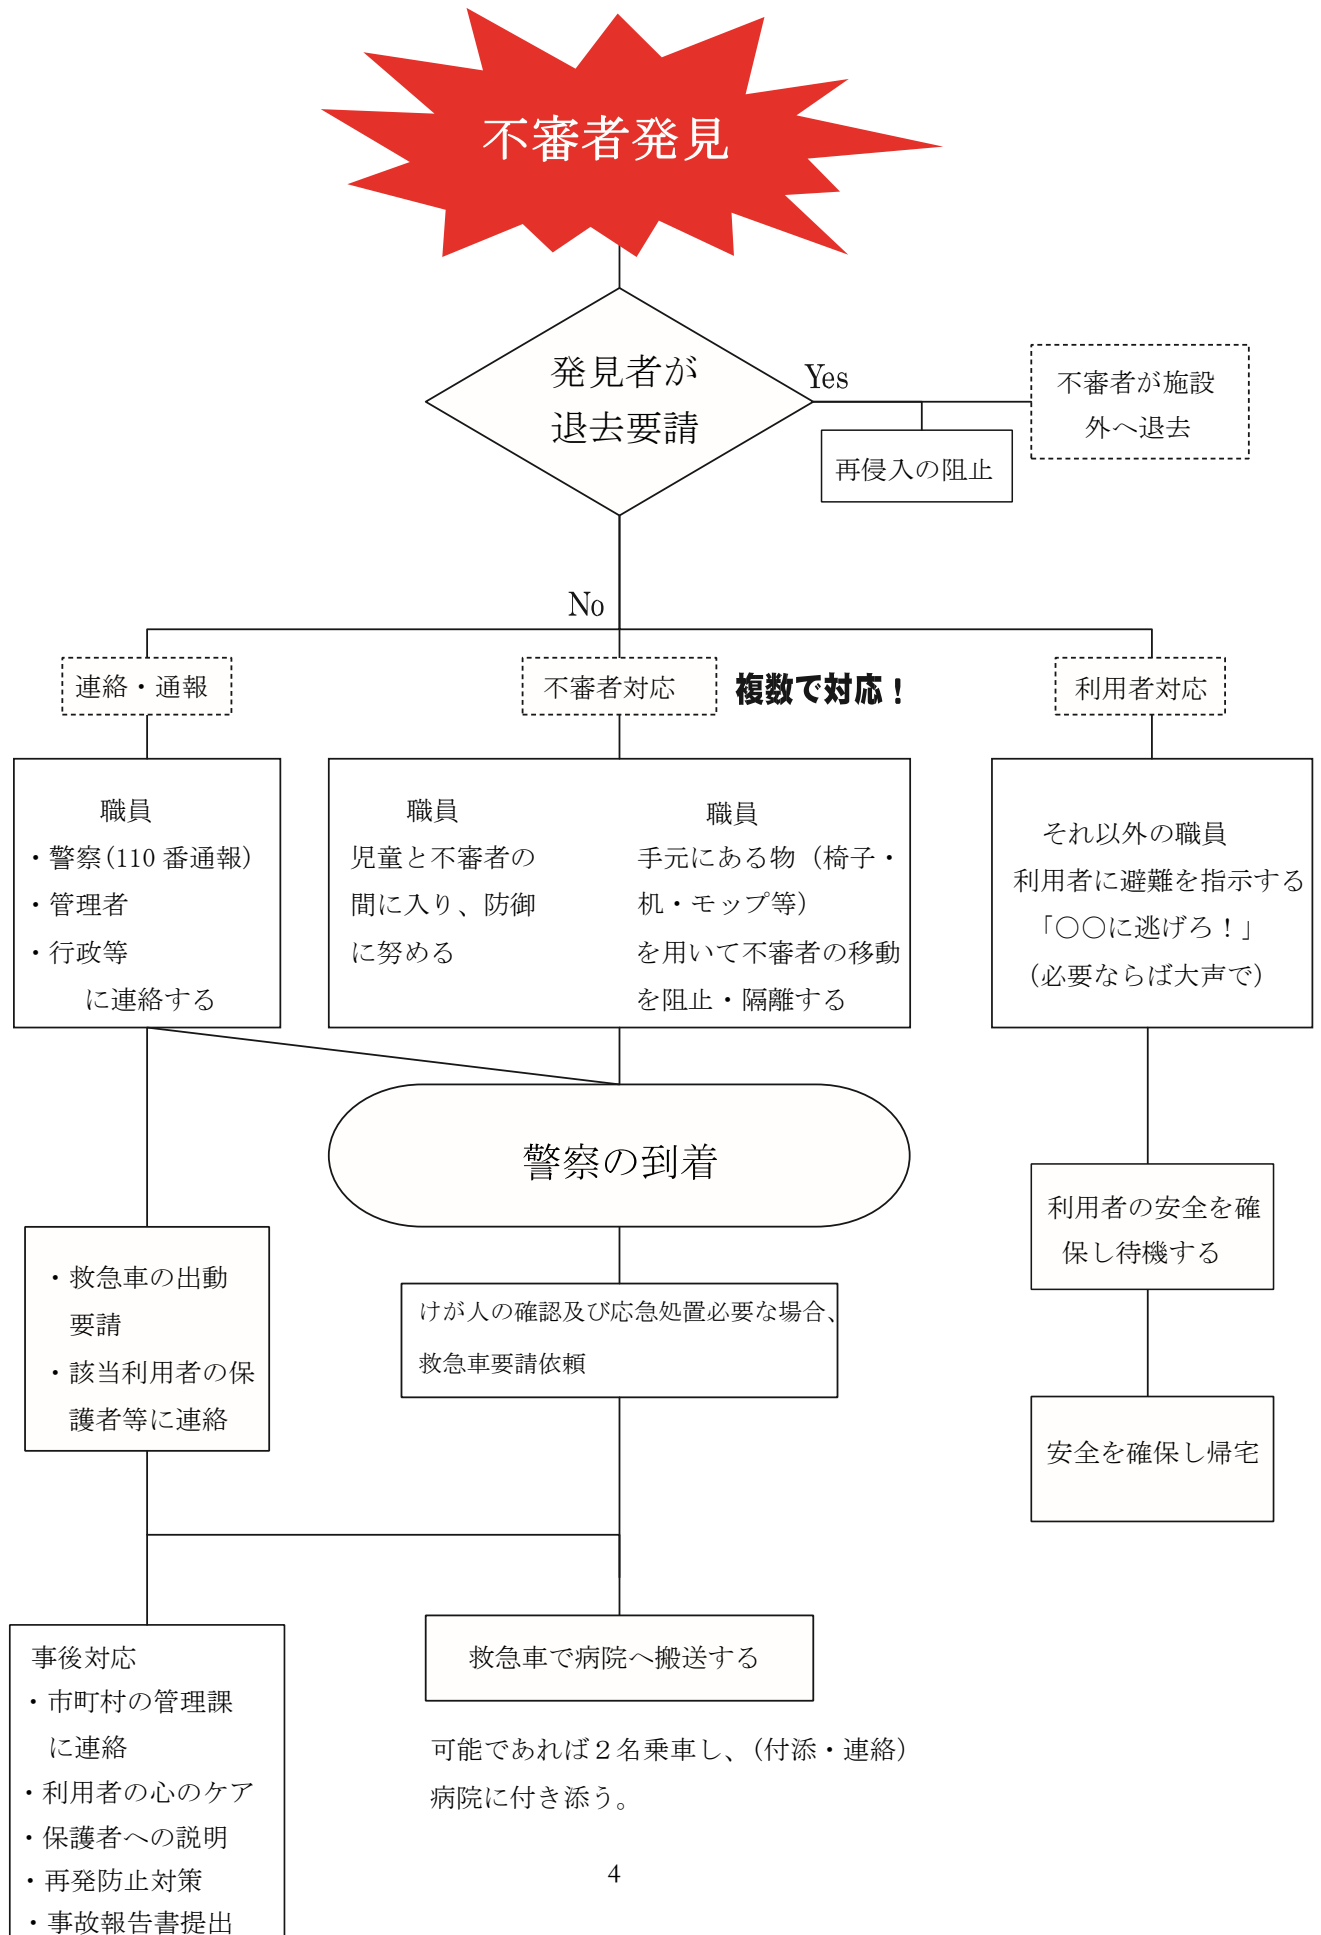 不審者発見
発見者が
退去要請
Yes
不審者が施設
外へ退去
再侵入の阻止
No
連絡・通報
不審者対応
複数で対応！
利用者対応
職員
・警察(110 番通報)
・管理者
・行政等
に連絡する
職員
児童と不審者の
間に入り、防御
に努める
職員
手元にある物（椅子・
机・モップ等）
を用いて不審者の移動
を阻止・隔離する
それ以外の職員
利用者に避難を指示する
「〇〇に逃げろ！」
（必要ならば大声で）
警察の到着
利用者の安全を確
保し待機する
・救急車の出動
要請
・該当利用者の保
護者等に連絡
けが人の確認及び応急処置必要な場合、
救急車要請依頼
安全を確保し帰宅
事後対応
・市町村の管理課
に連絡
・利用者の心のケア
・保護者への説明
・再発防止対策
・事故報告書提出
救急車で病院へ搬送する
可能であれば２名乗車し、（付添・連絡）
病院に付き添う。
4